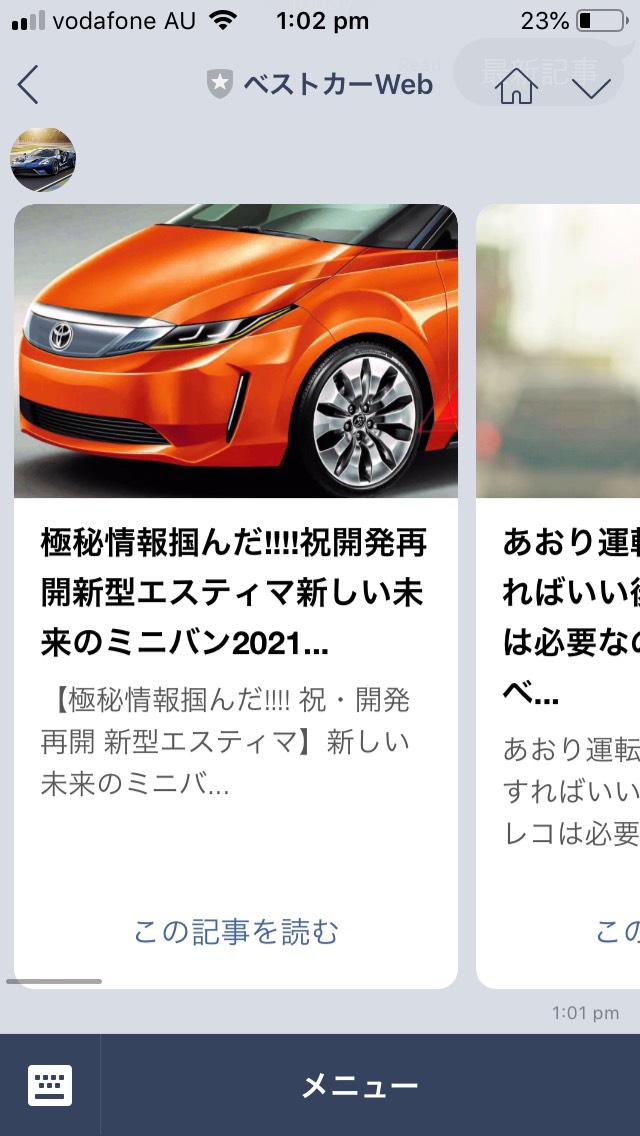 vodafone AU 1:02 pm 23%
ベストカーWeb
Read
最新記事
極秘情報掴んだ!!!!祝開発再
開新型エスティマ新しい未
来のミニバン2021...
【極秘情報掴んだ!!!! 祝・開発
再開 新型エスティマ】新しい
未来のミニバ...
この記事を読む
あおり運転
ればいい
は必要なの
べ...
あおり運転
すればいい
レコは必要
この
1:01 pm
メニュー